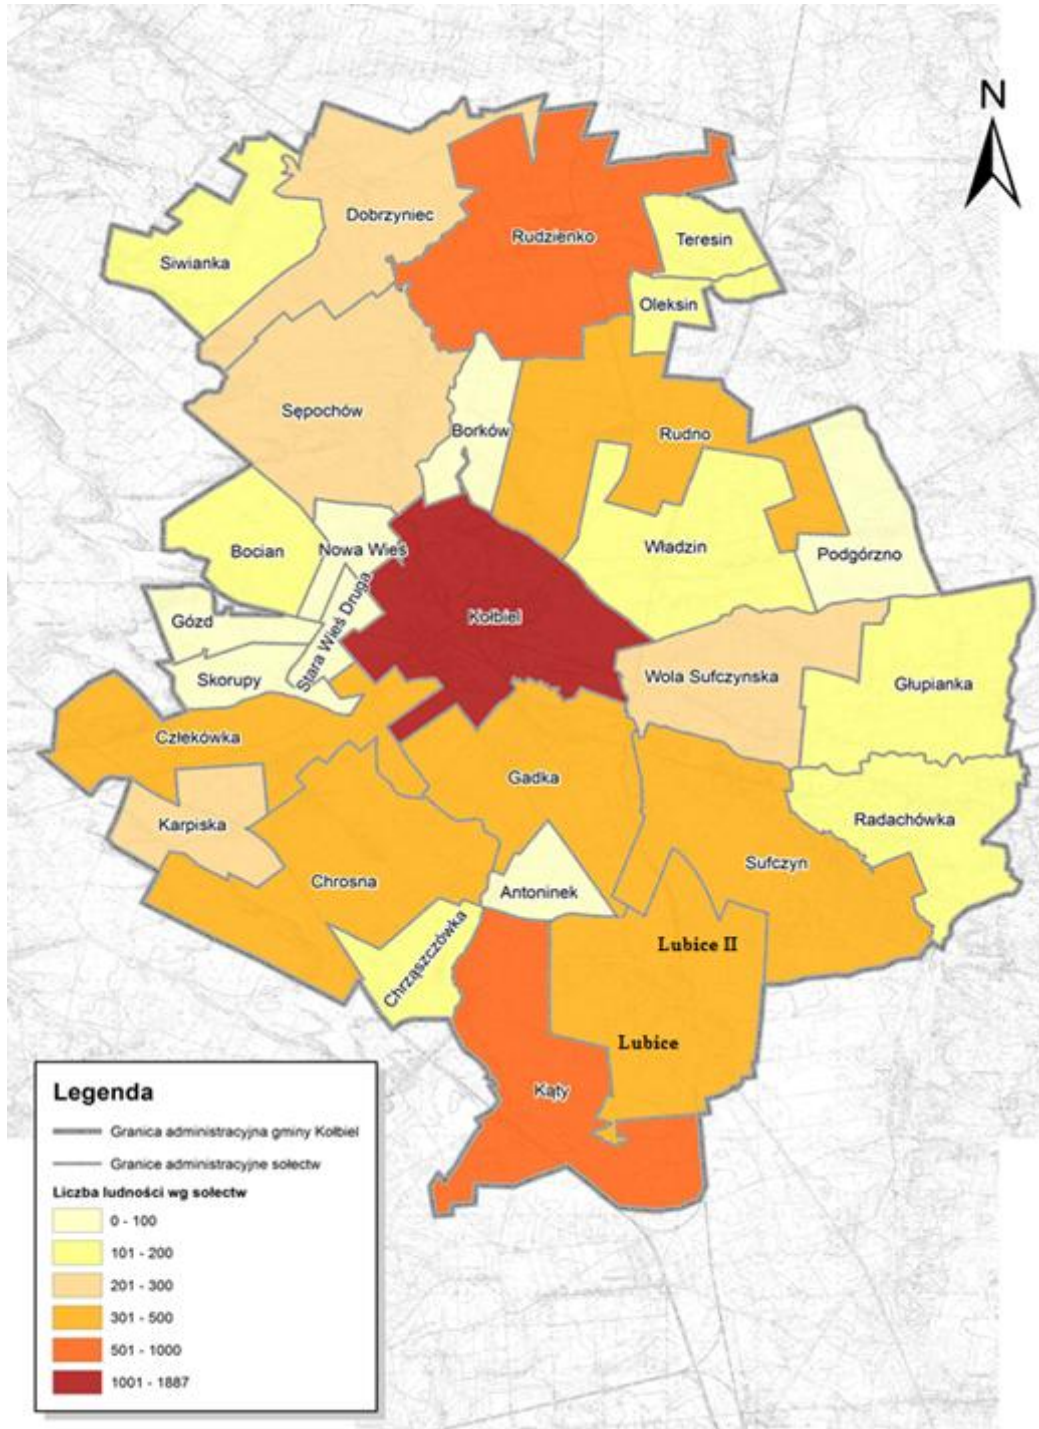 N
Dobrzyniec
Rudzienko
Teresin
Siwianka
Oleksin
Sępochów
Borków
Rudno
Bocian
Nowa Wieś
Władzin
Podgórzno
Stara Wieś Druga
Gózd
Kołbiel
Skorupy
Wola Sufczynska
Głupianka
Człekówka
Gadka
Karpiska
Radachówka
Chrosna
Sufczyn
Antoninek
Chrząszczówka
Lubice II
Lubice
Kąty
Legenda
Granica administracyjna gminy Kołbiel
Granice administracyjne sołectw
Liczba ludności wg sołectw
0 - 100
101 - 200
201 - 300
301 - 500
501 - 1000
1001 - 1887